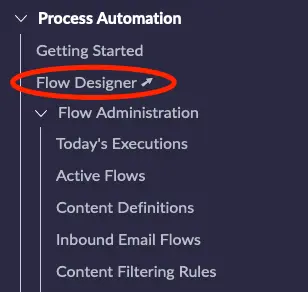 Process Automation
Getting Started
Flow Designer
Flow Administration
Today's Executions
Active Flows
Content Definitions
Inbound Email Flows
Content Filtering Rules